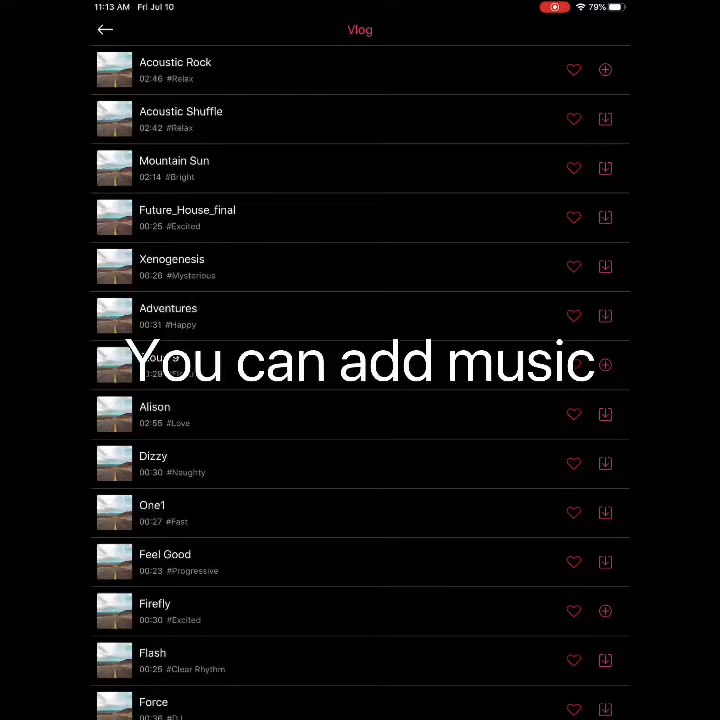 11:13 AM Fri Jul 10
79%
Vlog
Acoustic Rock
02:46 #Relax
Acoustic Shuffle
02:42 #Relax
Mountain Sun
02:14 #Bright
Future_House_final
00:25 #Excited
Xenogenesis
00:26 #Mysterious
Adventures
00:31 #Happy
You can add music
Alison
02:55 #Love
Dizzy
00:30 #Naughty
One1
00:27 #Fast
Feel Good
00:23 #Progressive
Firefly
00:30 #Excited
Flash
00:25 #Clear Rhythm
Force
00:36 #DJ